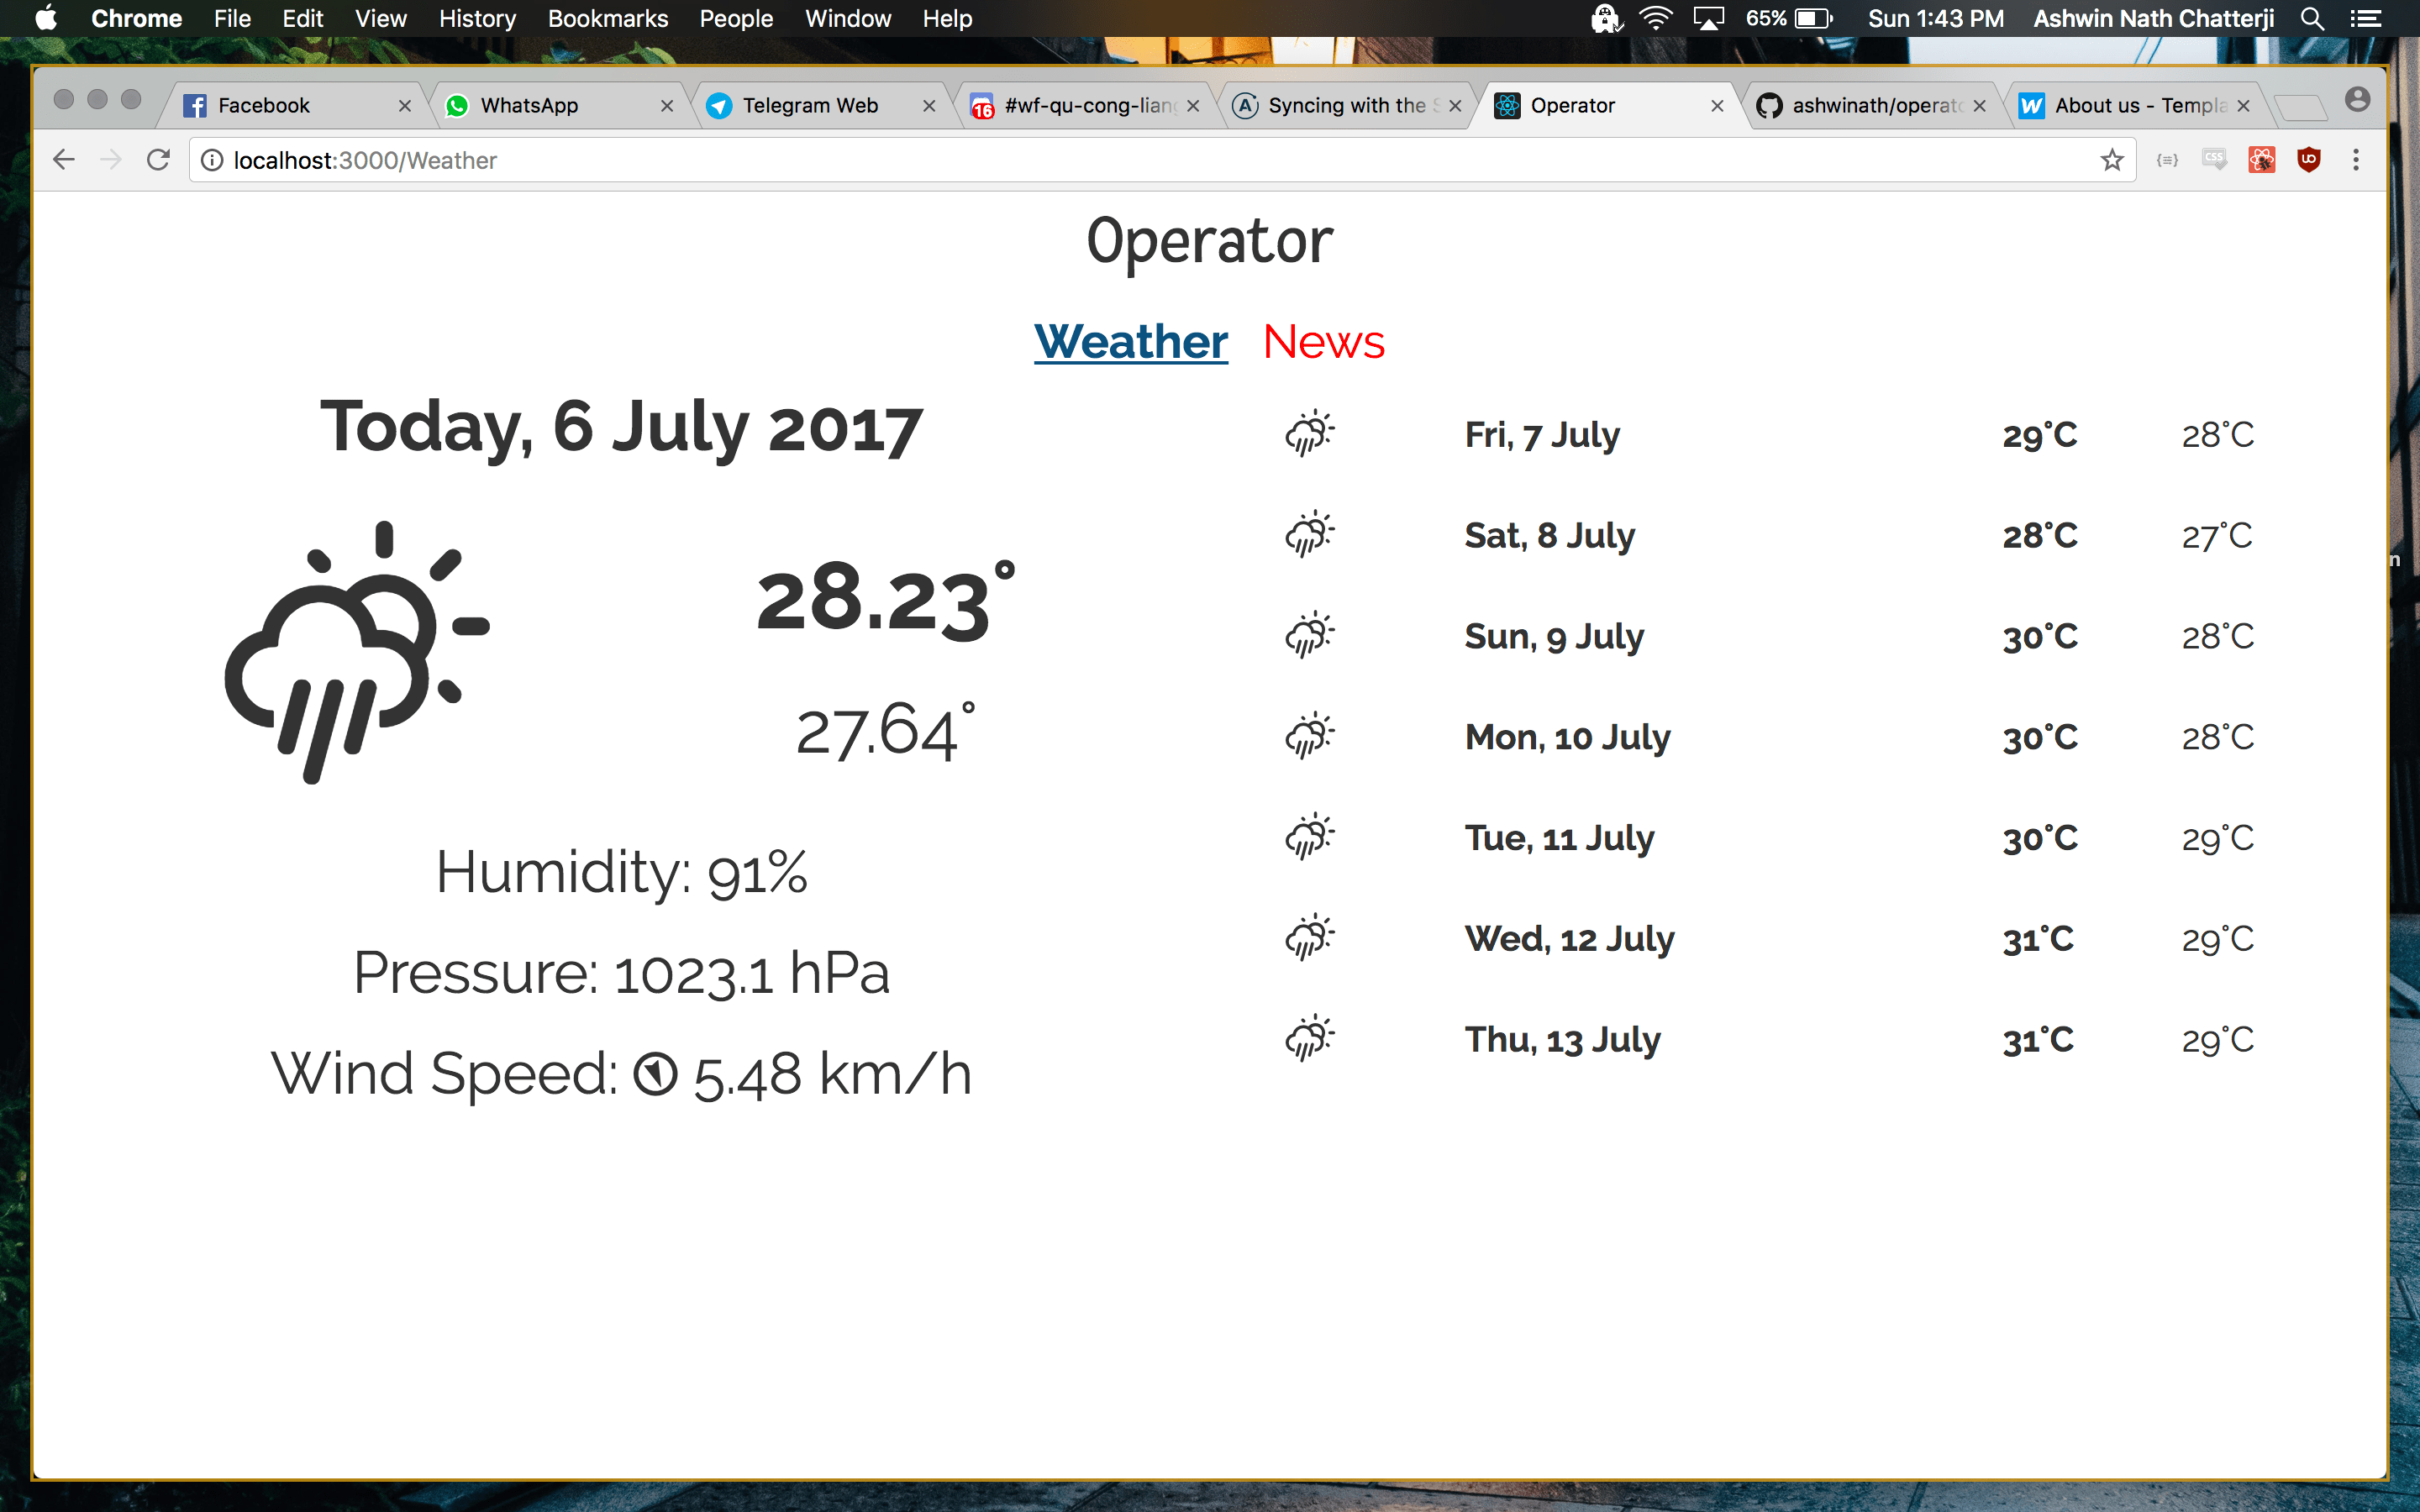 Chrome File Edit View History Bookmarks People Window Help 65% Sun 1:43 PM Ashwin Nath Chatterji
Facebook WhatsApp Telegram Web 16 #wf-qu-cong-liang Syncing with the S Operator ashwinath/operato About us - Templa
localhost:3000/Weather
Operator
Weather News
Today, 6 July 2017
28.23°
27.64°
Humidity: 91%
Pressure: 1023.1 hPa
Wind Speed: 5.48 km/h
Fri, 7 July 29°C 28°C
Sat, 8 July 28°C 27°C
Sun, 9 July 30°C 28°C
Mon, 10 July 30°C 28°C
Tue, 11 July 30°C 29°C
Wed, 12 July 31°C 29°C
Thu, 13 July 31°C 29°C